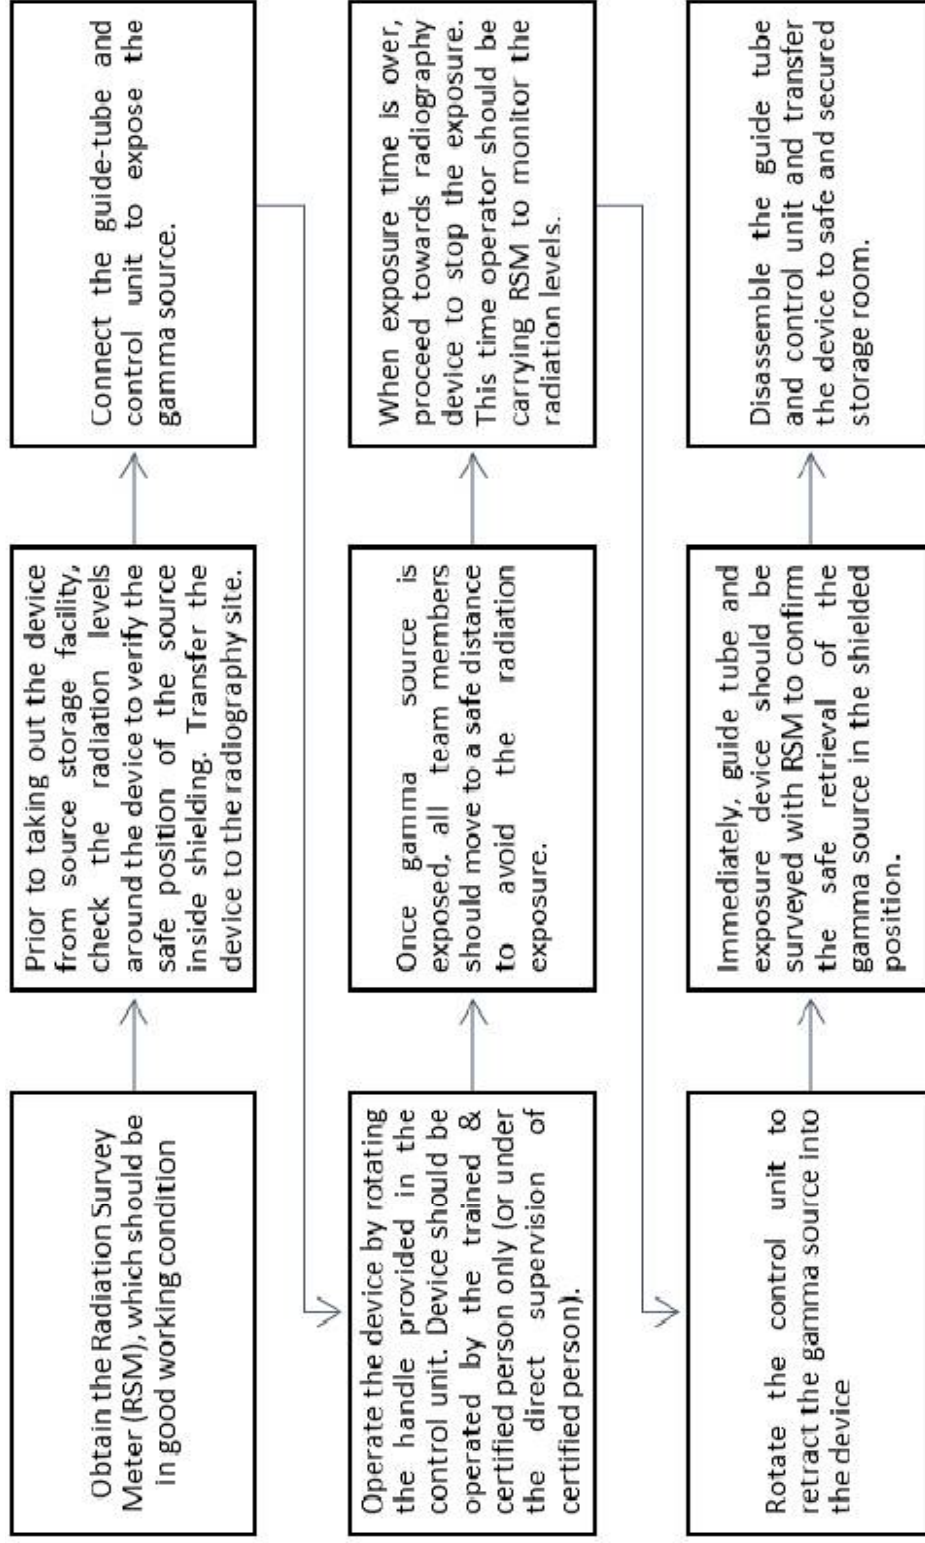 Obtain the Radiation Survey
Meter (RSM), which should be
in good working condition
Prior to taking out the device
from source storage facility,
check the radiation levels
around the device to verify the
safe position of the source
inside shielding. Transfer the
device to the radiography site.
Connect the guide-tube and
control unit to expose the
gamma source.
Operate the device by rotating
the handle provided in the
control unit. Device should be
operated by the trained &
certified person only (or under
the direct supervision of
certified person).
Once gamma source is
exposed, all team members
should move to a safe distance
to avoid the radiation
exposure.
When exposure time is over,
proceed towards radiography
device to stop the exposure.
This time operator should be
carrying RSM to monitor the
radiation levels.
Rotate the control unit to
retract the gamma source into
the device
Immediately, guide tube and
exposure device should be
surveyed with RSM to confirm
the safe retrieval of the
gamma source in the shielded
position.
Disassemble the guide tube
and control unit and transfer
the device to safe and secured
storage room.